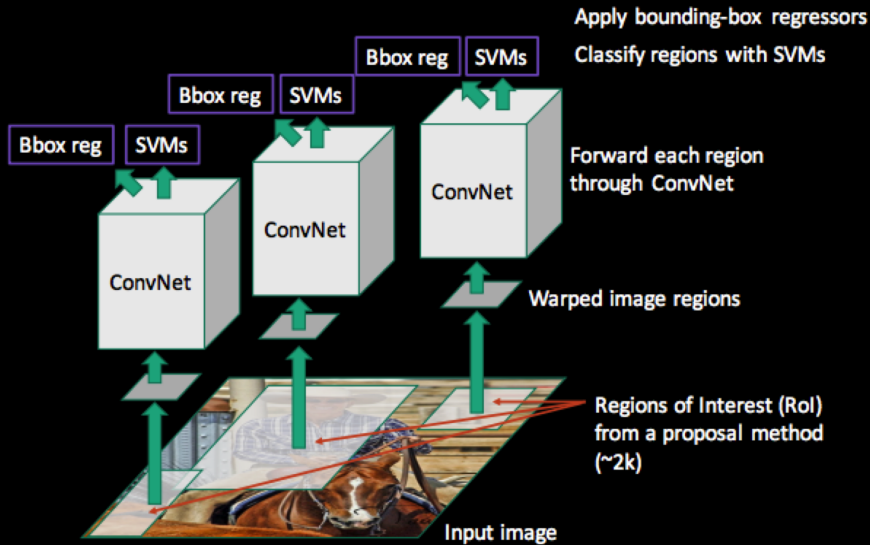 Apply bounding-box regressors
Bbox reg
SVMs
Classify regions with SVMs
Bbox reg
SVMs
Bbox reg
SVMs
ConvNet
ConvNet
ConvNet
Forward each region
through ConvNet
Warped image regions
Regions of Interest (RoI)
from a proposal method
(~2k)
Input image